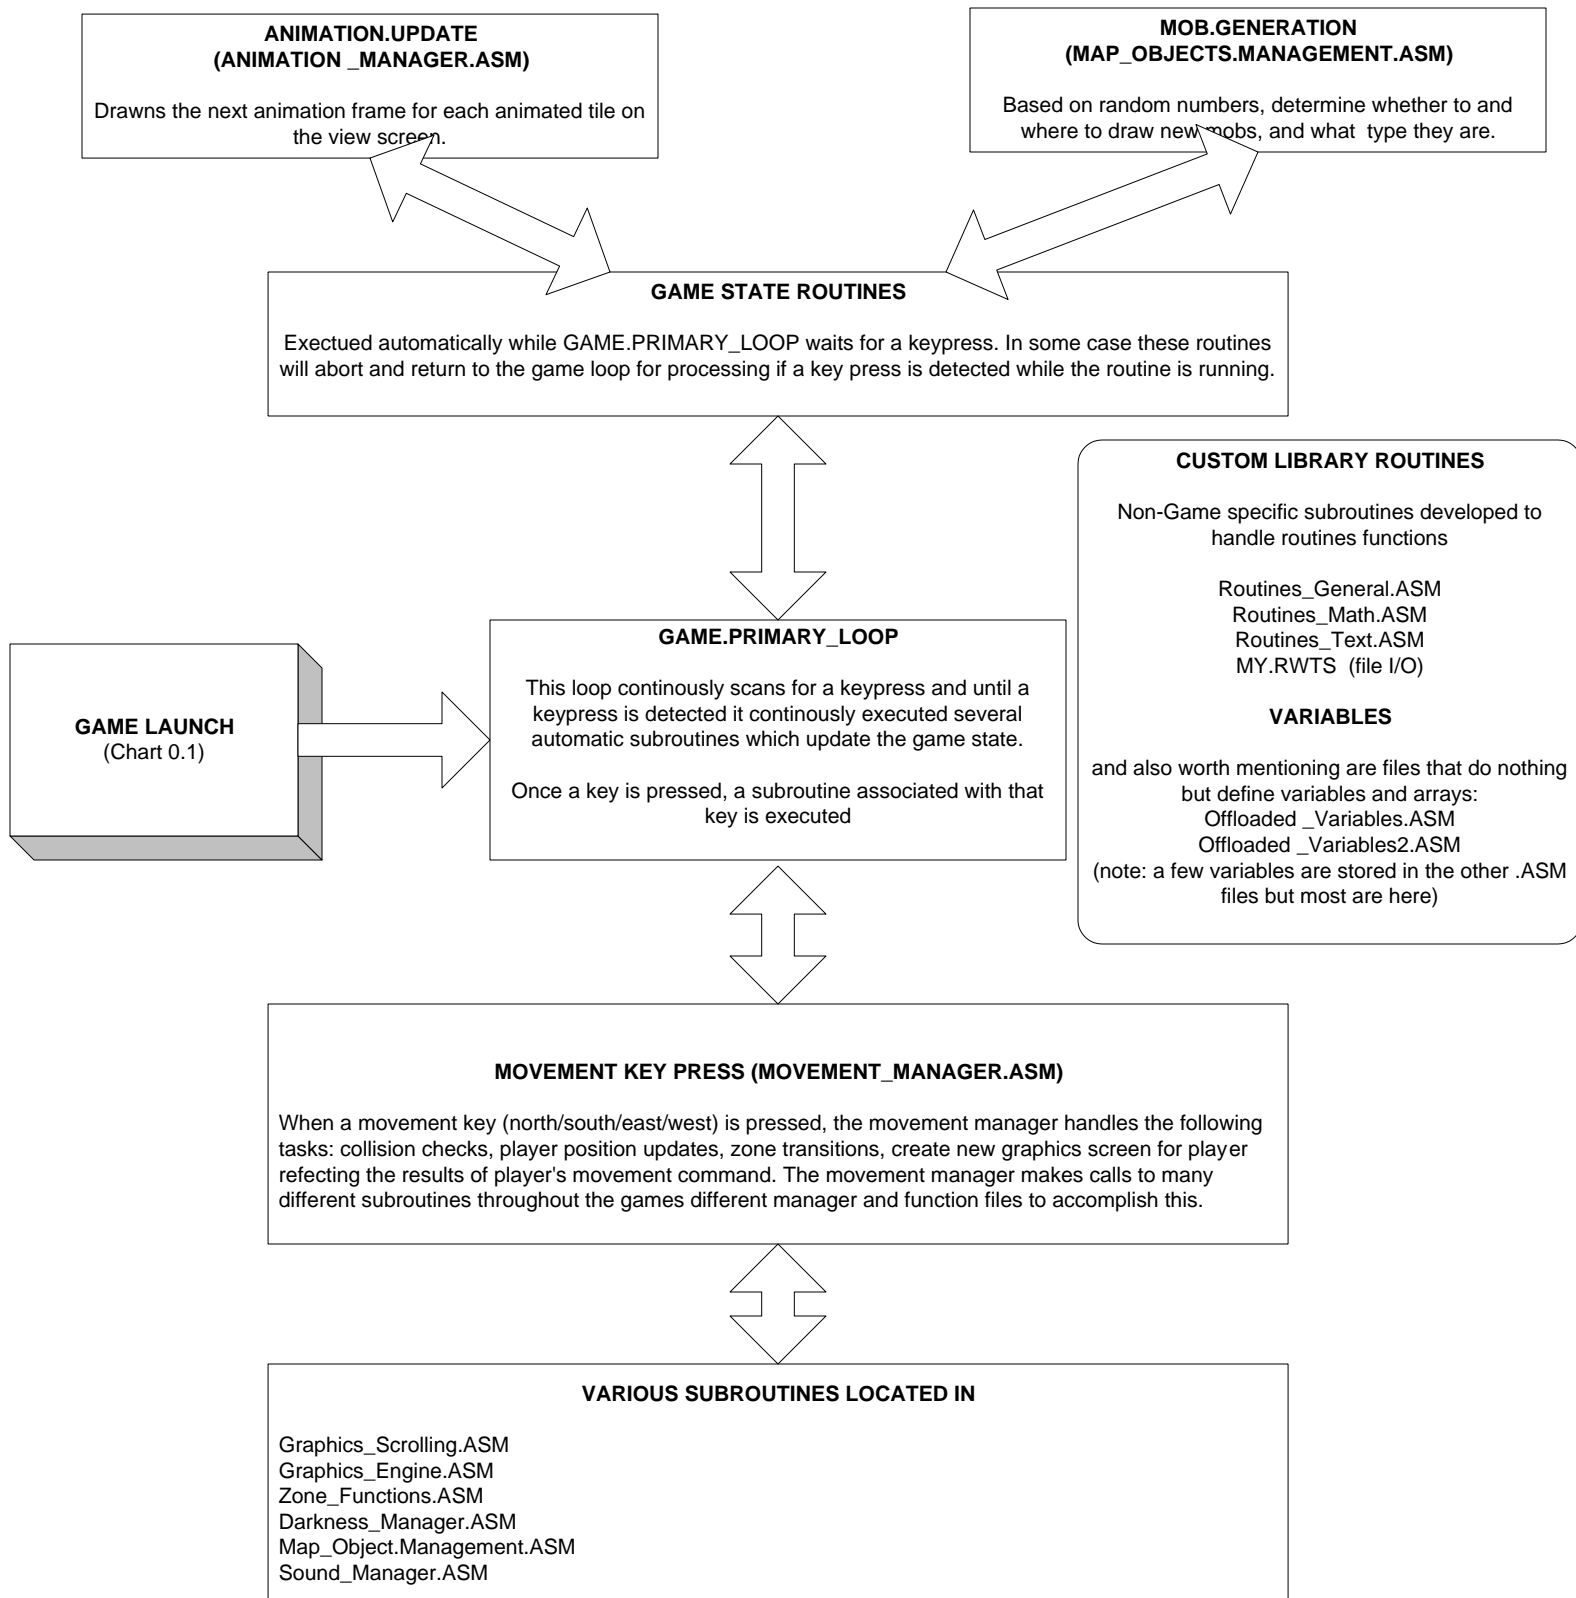 ANIMATION.UPDATE
(ANIMATION _MANAGER.ASM)
Drawns the next animation frame for each animated tile on
the view screen.
MOB.GENERATION
(MAP_OBJECTS.MANAGEMENT.ASM)
Based on random numbers, determine whether to and
where to draw new mobs, and what  type they are.
GAME STATE ROUTINES
Exectued automatically while GAME.PRIMARY_LOOP waits for a keypress. In some case these routines
will abort and return to the game loop for processing if a key press is detected while the routine is running.
CUSTOM LIBRARY ROUTINES
Non-Game specific subroutines developed to
handle routines functions
Routines_General.ASM
Routines_Math.ASM
Routines_Text.ASM
MY.RWTS  (file I/O)
VARIABLES
and also worth mentioning are files that do nothing
but define variables and arrays:
Offloaded _Variables.ASM
Offloaded _Variables2.ASM
(note: a few variables are stored in the other .ASM
files but most are here)
GAME LAUNCH
(Chart 0.1)
GAME.PRIMARY_LOOP
This loop continously scans for a keypress and until a
keypress is detected it continously executed several
automatic subroutines which update the game state.
Once a key is pressed, a subroutine associated with that
key is executed
MOVEMENT KEY PRESS (MOVEMENT_MANAGER.ASM)
When a movement key (north/south/east/west) is pressed, the movement manager handles the following
tasks: collision checks, player position updates, zone transitions, create new graphics screen for player
refecting the results of player's movement command. The movement manager makes calls to many
different subroutines throughout the games different manager and function files to accomplish this.
VARIOUS SUBROUTINES LOCATED IN
Graphics_Scrolling.ASM
Graphics_Engine.ASM
Zone_Functions.ASM
Darkness_Manager.ASM
Map_Object.Management.ASM
Sound_Manager.ASM